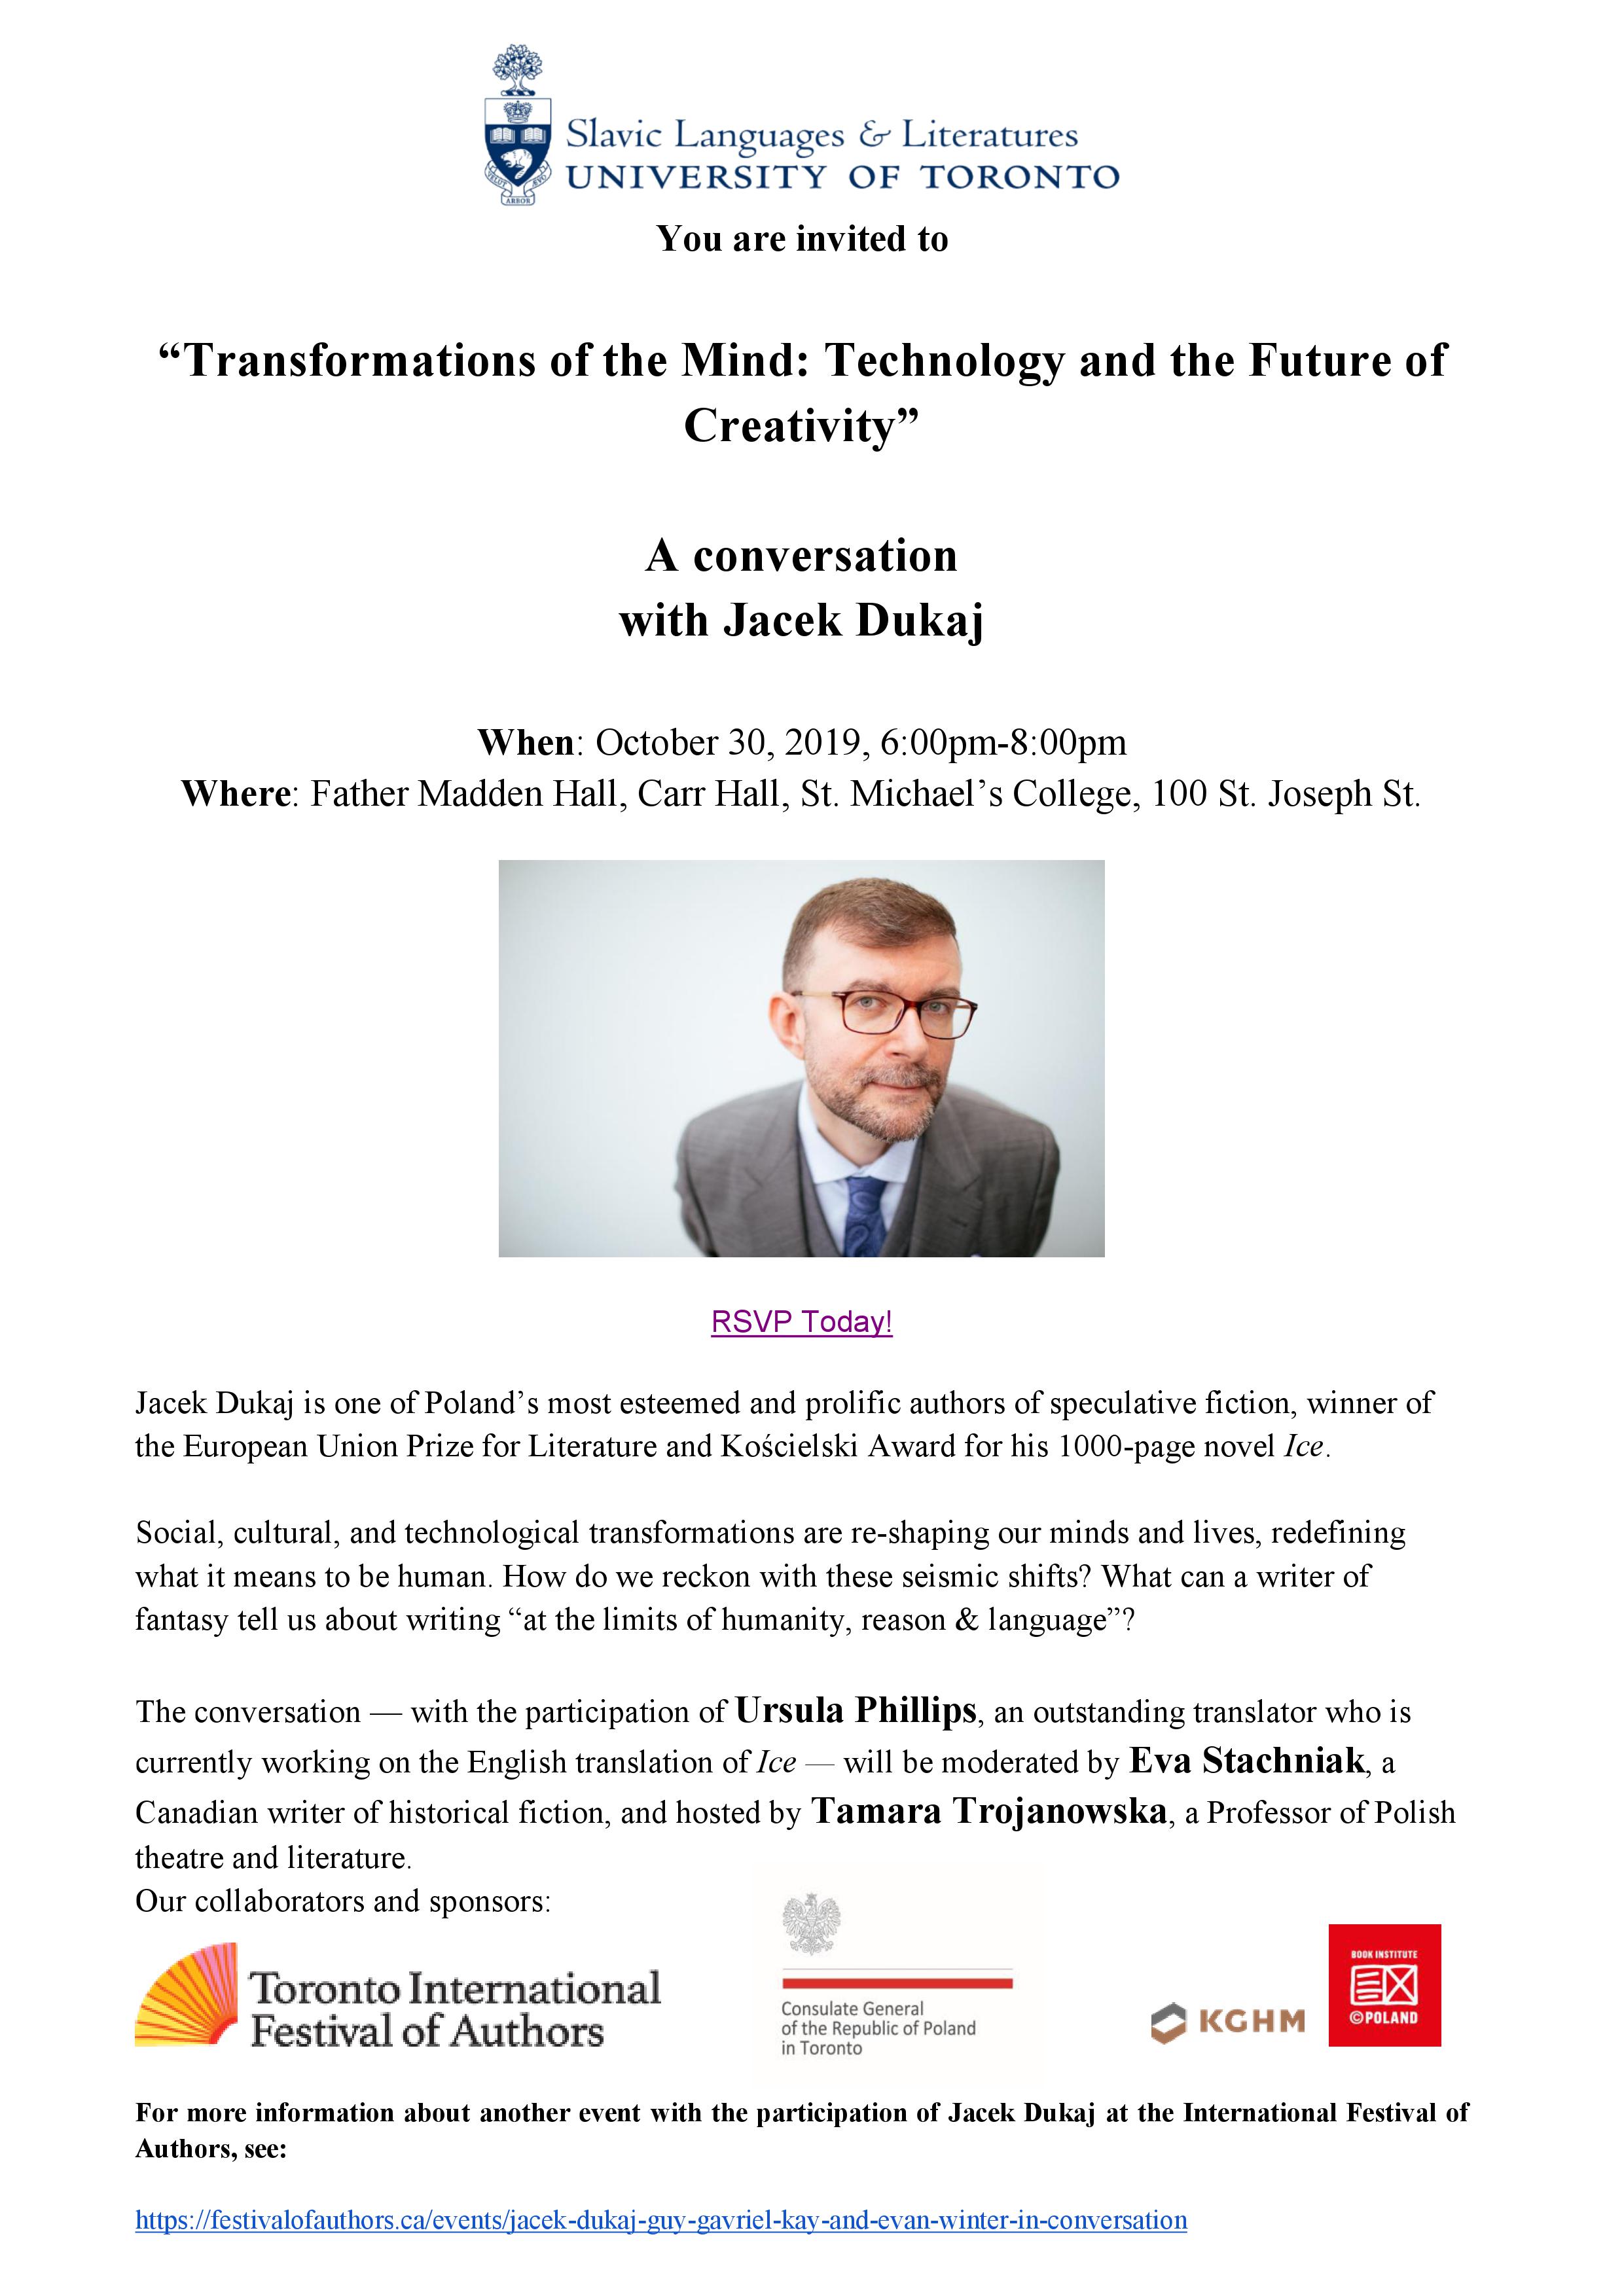 Slavic Languages & Literatures
UNIVERSITY OF TORONTO
VELUT ARBOR ÆVO
You are invited to
“Transformations of the Mind: Technology and the Future of
Creativity”
A conversation
with Jacek Dukaj
When: October 30, 2019, 6:00pm-8:00pm
Where: Father Madden Hall, Carr Hall, St. Michael’s College, 100 St. Joseph St.
RSVP Today!
Jacek Dukaj is one of Poland’s most esteemed and prolific authors of speculative fiction, winner of
the European Union Prize for Literature and Kościelski Award for his 1000-page novel Ice.
Social, cultural, and technological transformations are re-shaping our minds and lives, redefining
what it means to be human. How do we reckon with these seismic shifts? What can a writer of
fantasy tell us about writing “at the limits of humanity, reason & language”?
The conversation — with the participation of Ursula Phillips, an outstanding translator who is
currently working on the English translation of Ice — will be moderated by Eva Stachniak, a
Canadian writer of historical fiction, and hosted by Tamara Trojanowska, a Professor of Polish
theatre and literature.
Our collaborators and sponsors:
Toronto International
Festival of Authors
Consulate General
of the Republic of Poland
in Toronto
KGHM
BOOK INSTITUTE
©POLAND
For more information about another event with the participation of Jacek Dukaj at the International Festival of
Authors, see:
https://festivalofauthors.ca/events/jacek-dukaj-guy-gavriel-kay-and-evan-winter-in-conversation